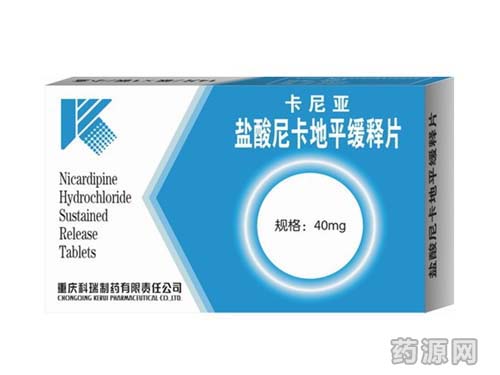 卡尼亚
盐酸尼卡地平缓释片
Nicardipine
Hydrochloride
Sustained
Release
Tablets
规格：40mg
重庆科瑞制药有限责任公司
CHONGQING KERUI PHARMACEUTICAL CO.,LTD.
盐酸尼卡地平缓释片
药源网